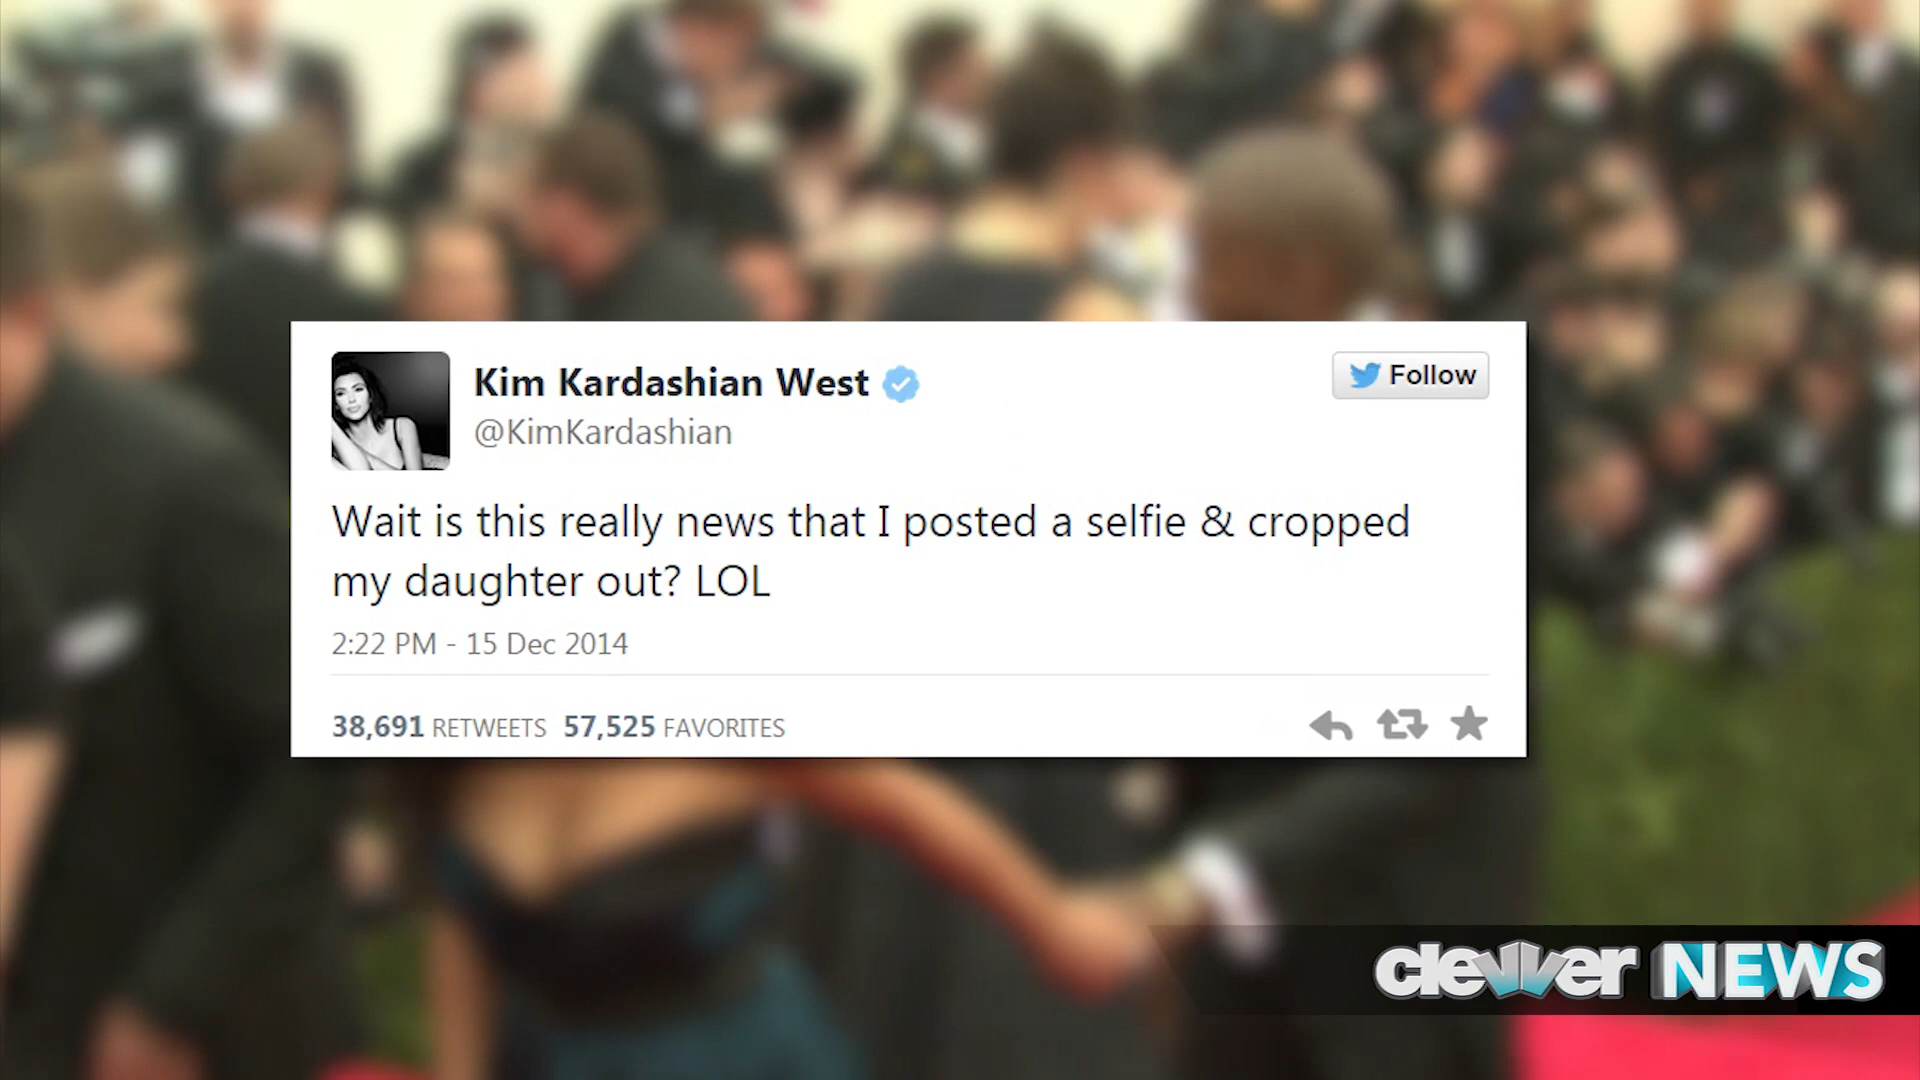 Kim Kardashian West
@KimKardashian
Follow
Wait is this really news that I posted a selfie & cropped
my daughter out? LOL
2:22 PM - 15 Dec 2014
38,691 RETWEETS 57,525 FAVORITES
clevver NEWS